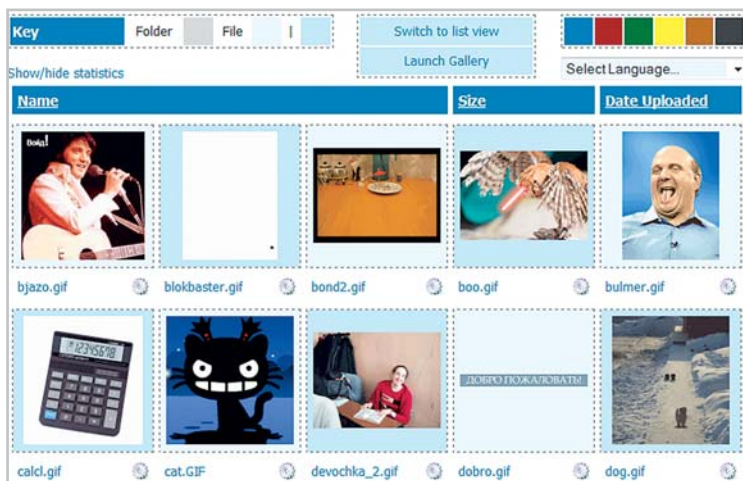 Key Folder File | Switch to list view
Launch Gallery
Show/hide statistics Select Language...
Name Size Date Uploaded
Вожд!
bjazo.gif blokbaster.gif bond2.gif boo.gif bulmer.gif
12345678
ДОБРО ПОЖАЛОВАТЬ!
calcl.gif cat.GIF devochka_2.gif dobro.gif dog.gif